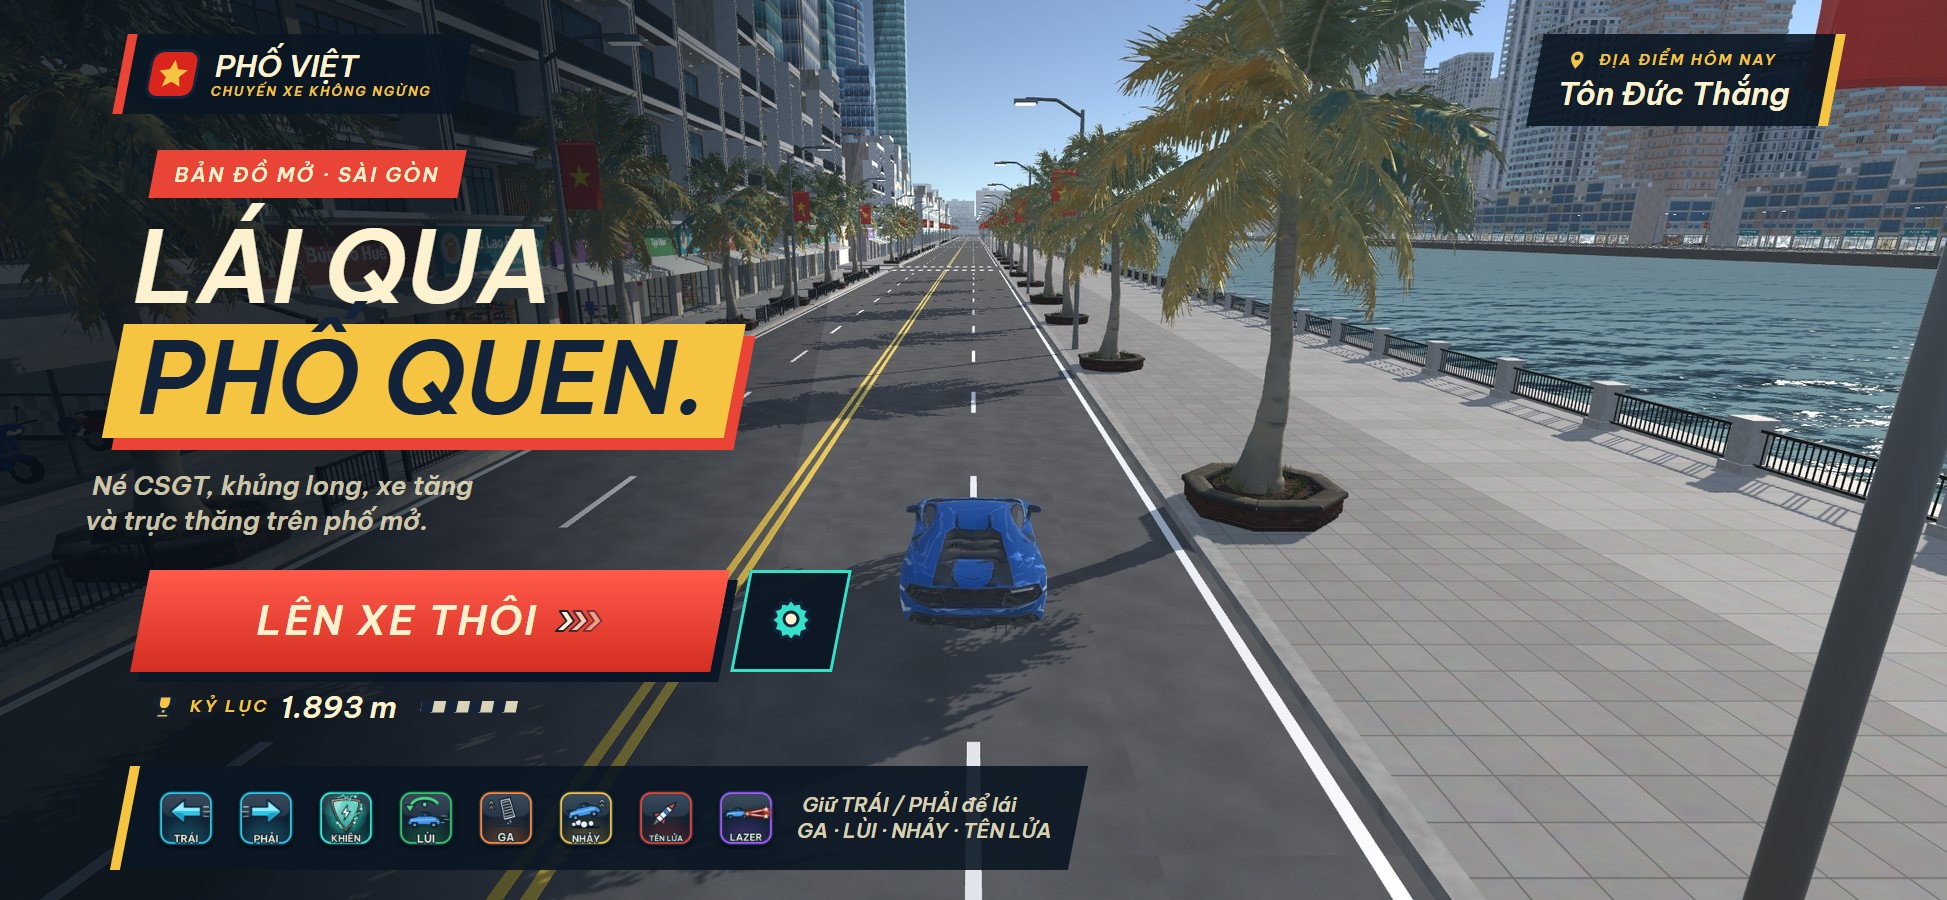 PHỐ VIỆT
CHUYẾN XE KHÔNG NGỪNG
ĐỊA ĐIỂM HÔM NAY
Tôn Đức Thắng
BẢN ĐỒ MỞ · SÀI GÒN
LÁI QUA
PHỐ QUEN.
Né CSGT, khủng long, xe tăng
và trực thăng trên phố mở.
LÊN XE THÔI
KỶ LỤC 1.893 m
TRÁI
PHẢI
KHIÊN
LÙI
GA
NHẢY
TÊN LỬA
LAZER
Giữ TRÁI / PHẢI để lái
GA · LÙI · NHẢY · TÊN LỬA